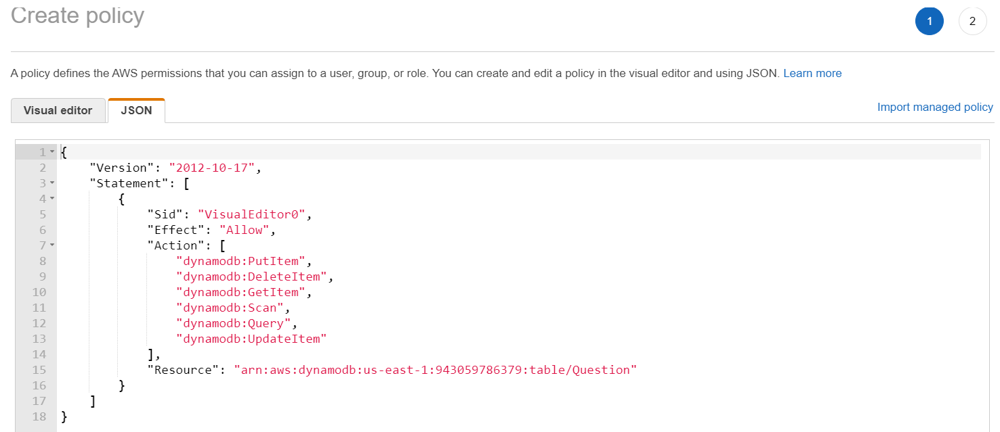 Create policy
1
2
A policy defines the AWS permissions that you can assign to a user, group, or role. You can create and edit a policy in the visual editor and using JSON. Learn more
Visual editor
JSON
Import managed policy
1 {
2     "Version": "2012-10-17",
3     "Statement": [
4         {
5             "Sid": "VisualEditor0",
6             "Effect": "Allow",
7             "Action": [
8                 "dynamodb:PutItem",
9                 "dynamodb:DeleteItem",
10                 "dynamodb:GetItem",
11                 "dynamodb:Scan",
12                 "dynamodb:Query",
13                 "dynamodb:UpdateItem"
14             ],
15             "Resource": "arn:aws:dynamodb:us-east-1:943059786379:table/Question"
16         }
17     ]
18 }